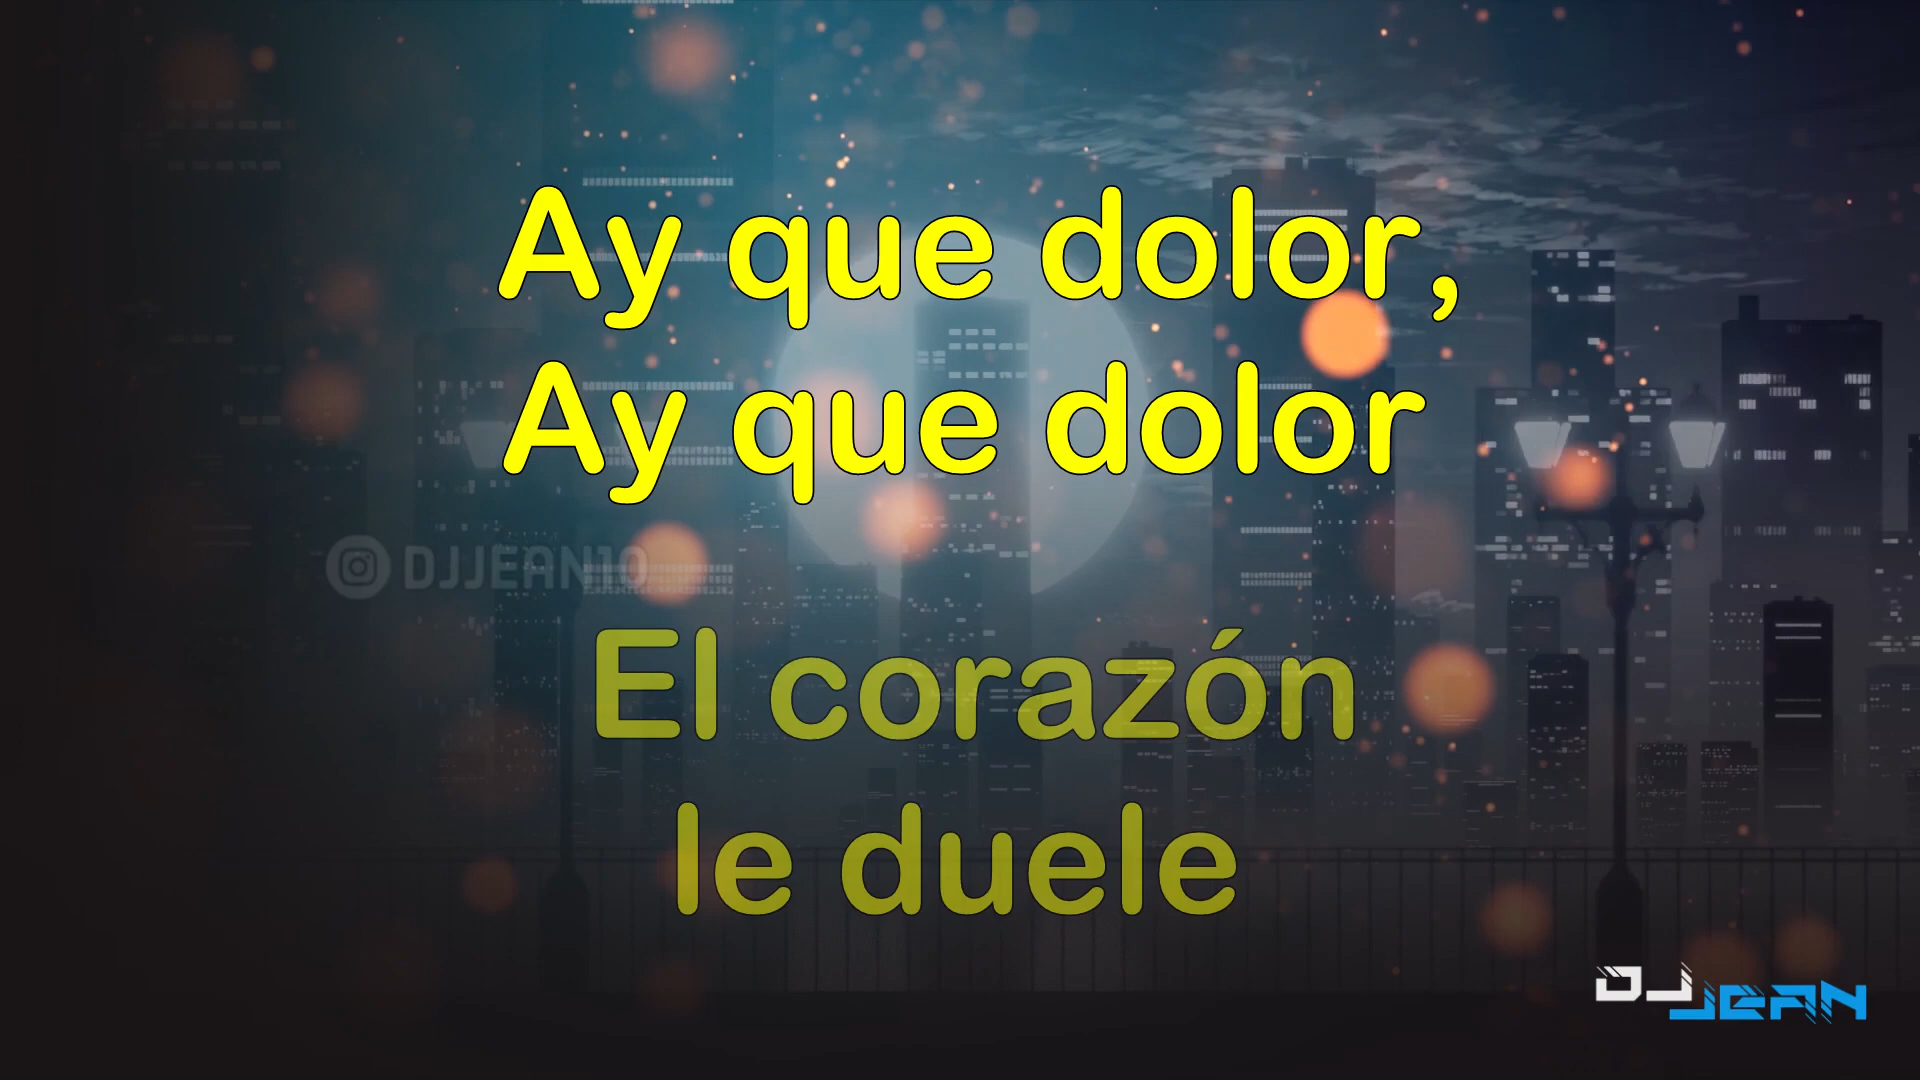 Ay que dolor,
Ay que dolor
DJJEAN10
El corazón
le duele
DJ JEAN